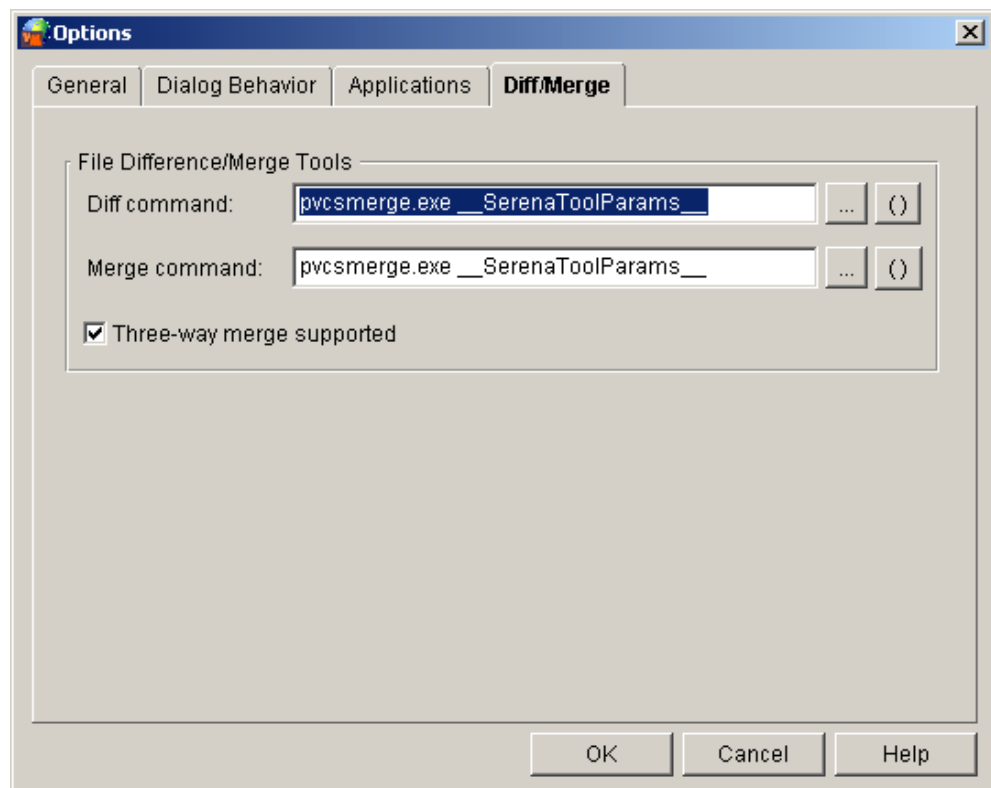 Options
General Dialog Behavior Applications Diff/Merge
File Difference/Merge Tools
Diff command: pvcsmerge.exe __SerenaToolParams__ ... ()
Merge command: pvcsmerge.exe __SerenaToolParams__ ... ()
Three-way merge supported
OK Cancel Help